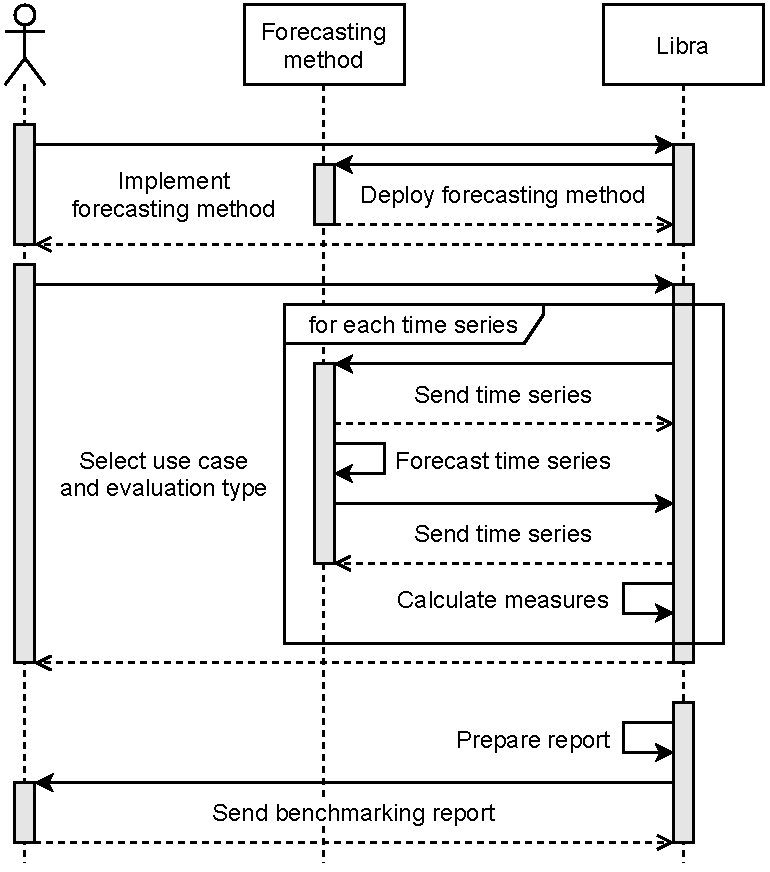 Forecasting
method
Libra
Implement
forecasting method
Deploy forecasting method
for each time series
Send time series
Select use case
and evaluation type
Forecast time series
Send time series
Calculate measures
Prepare report
Send benchmarking report